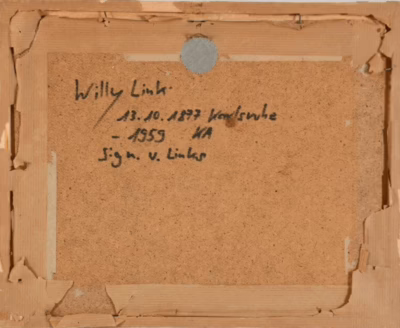 Willy Link
13.10.1877 Karlsruhe
- 1959 KA
Sign. v. Links